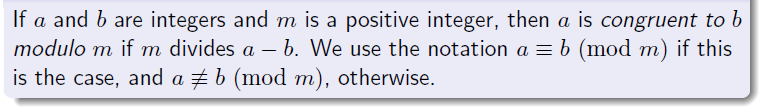 If a and b are integers and m is a positive integer, then a is congruent to b
modulo m if m divides a − b. We use the notation a ≡ b (mod m) if this
is the case, and a ≢ b (mod m), otherwise.